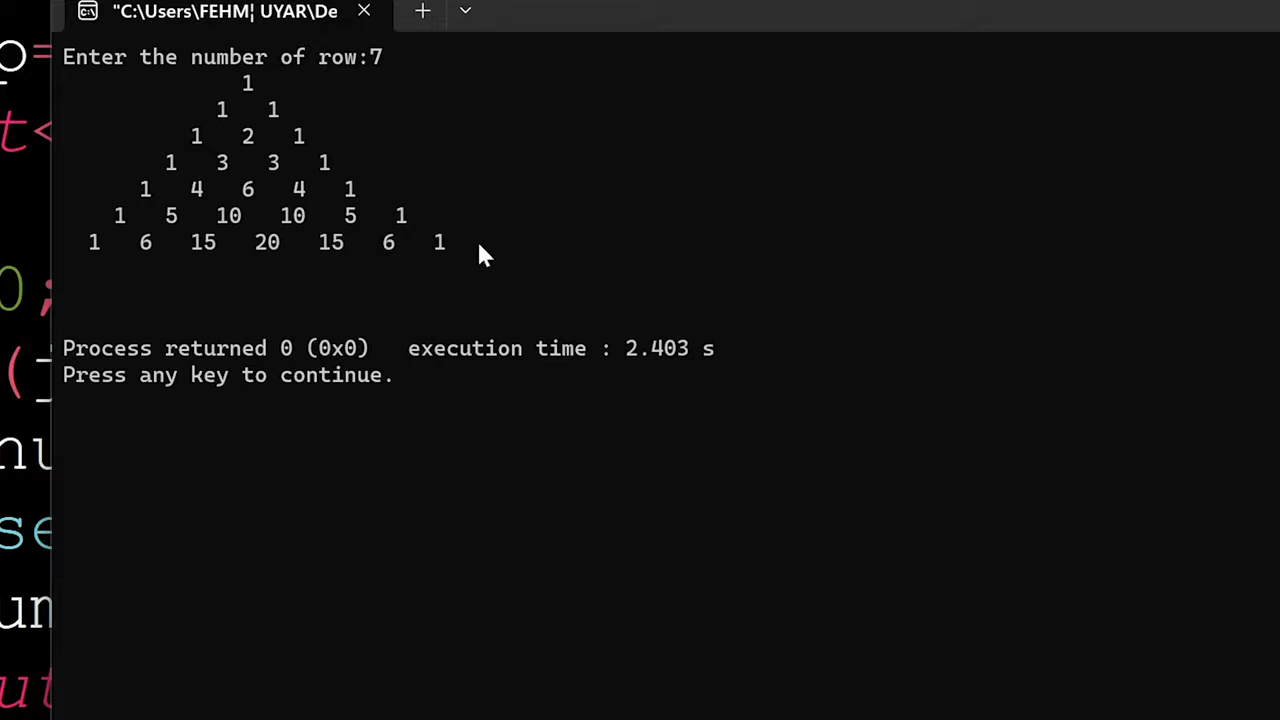 "C:\Users\FEHM¦ UYAR\De
Enter the number of row:7
1
1 1
1 2 1
1 3 3 1
1 4 6 4 1
1 5 10 10 5 1
1 6 15 20 15 6 1
Process returned 0 (0x0) execution time : 2.403 s
Press any key to continue.